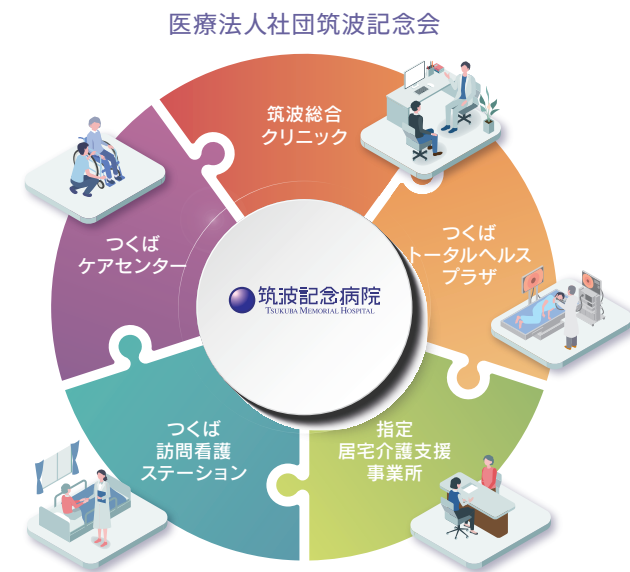 医療法人社団筑波記念会
筑波総合
クリニック
つくば
トータルヘルス
プラザ
つくば
ケアセンター
筑波記念病院
TSUKUBA MEMORIAL HOSPITAL
つくば
訪問看護
ステーション
指定
居宅介護支援
事業所